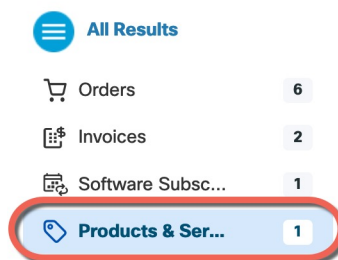 All Results
Orders 6
Invoices 2
Software Subsc... 1
Products & Ser... 1